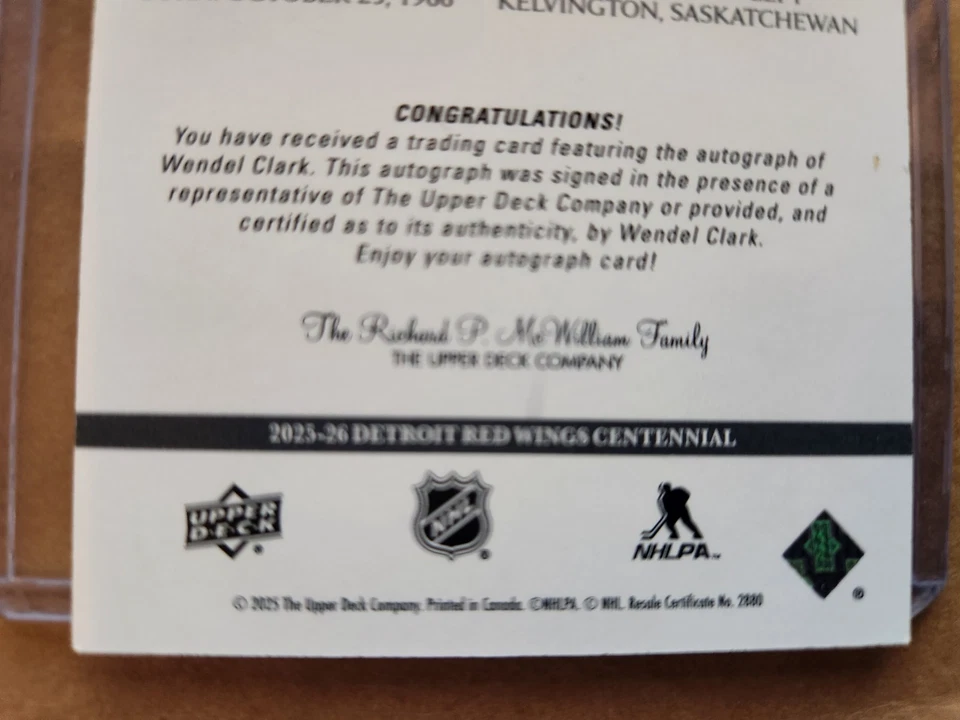 KELVINGTON, SASKATCHEWAN
CONGRATULATIONS!
You have received a trading card featuring the autograph of
Wendel Clark. This autograph was signed in the presence of a
representative of The Upper Deck Company or provided, and
certified as to its authenticity, by Wendel Clark.
Enjoy your autograph card!
The Richard P. McWilliam Family
THE UPPER DECK COMPANY
2025-26 DETROIT RED WINGS CENTENNIAL
UPPER DECK®
NHL®
NHLPA™
®
© 2025 The Upper Deck Company. Printed in Canada. ©NHLPA. © NHL. Resale Certificate No. 2880